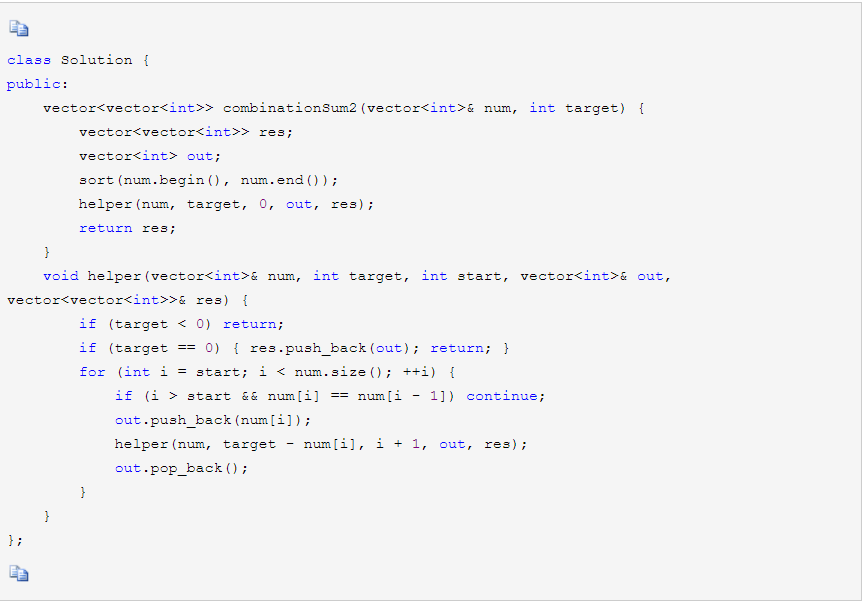 class Solution {
public:
    vector<vector<int>> combinationSum2(vector<int>& num, int target) {
        vector<vector<int>> res;
        vector<int> out;
        sort(num.begin(), num.end());
        helper(num, target, 0, out, res);
        return res;
    }
    void helper(vector<int>& num, int target, int start, vector<int>& out,
vector<vector<int>>& res) {
        if (target < 0) return;
        if (target == 0) { res.push_back(out); return; }
        for (int i = start; i < num.size(); ++i) {
            if (i > start && num[i] == num[i - 1]) continue;
            out.push_back(num[i]);
            helper(num, target - num[i], i + 1, out, res);
            out.pop_back();
        }
    }
};